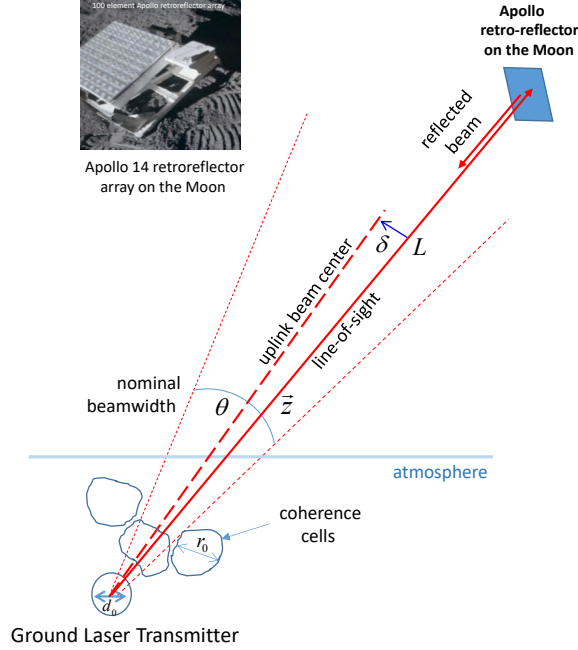 100 element Apollo retroreflector array
Apollo 14 retroreflector
array on the Moon
Apollo
retro-reflector
on the Moon
reflected
beam
δ
L
uplink beam center
line-of-sight
nominal
beamwidth
θ
z⃗
atmosphere
coherence
cells
r₀
d₀
Ground Laser Transmitter